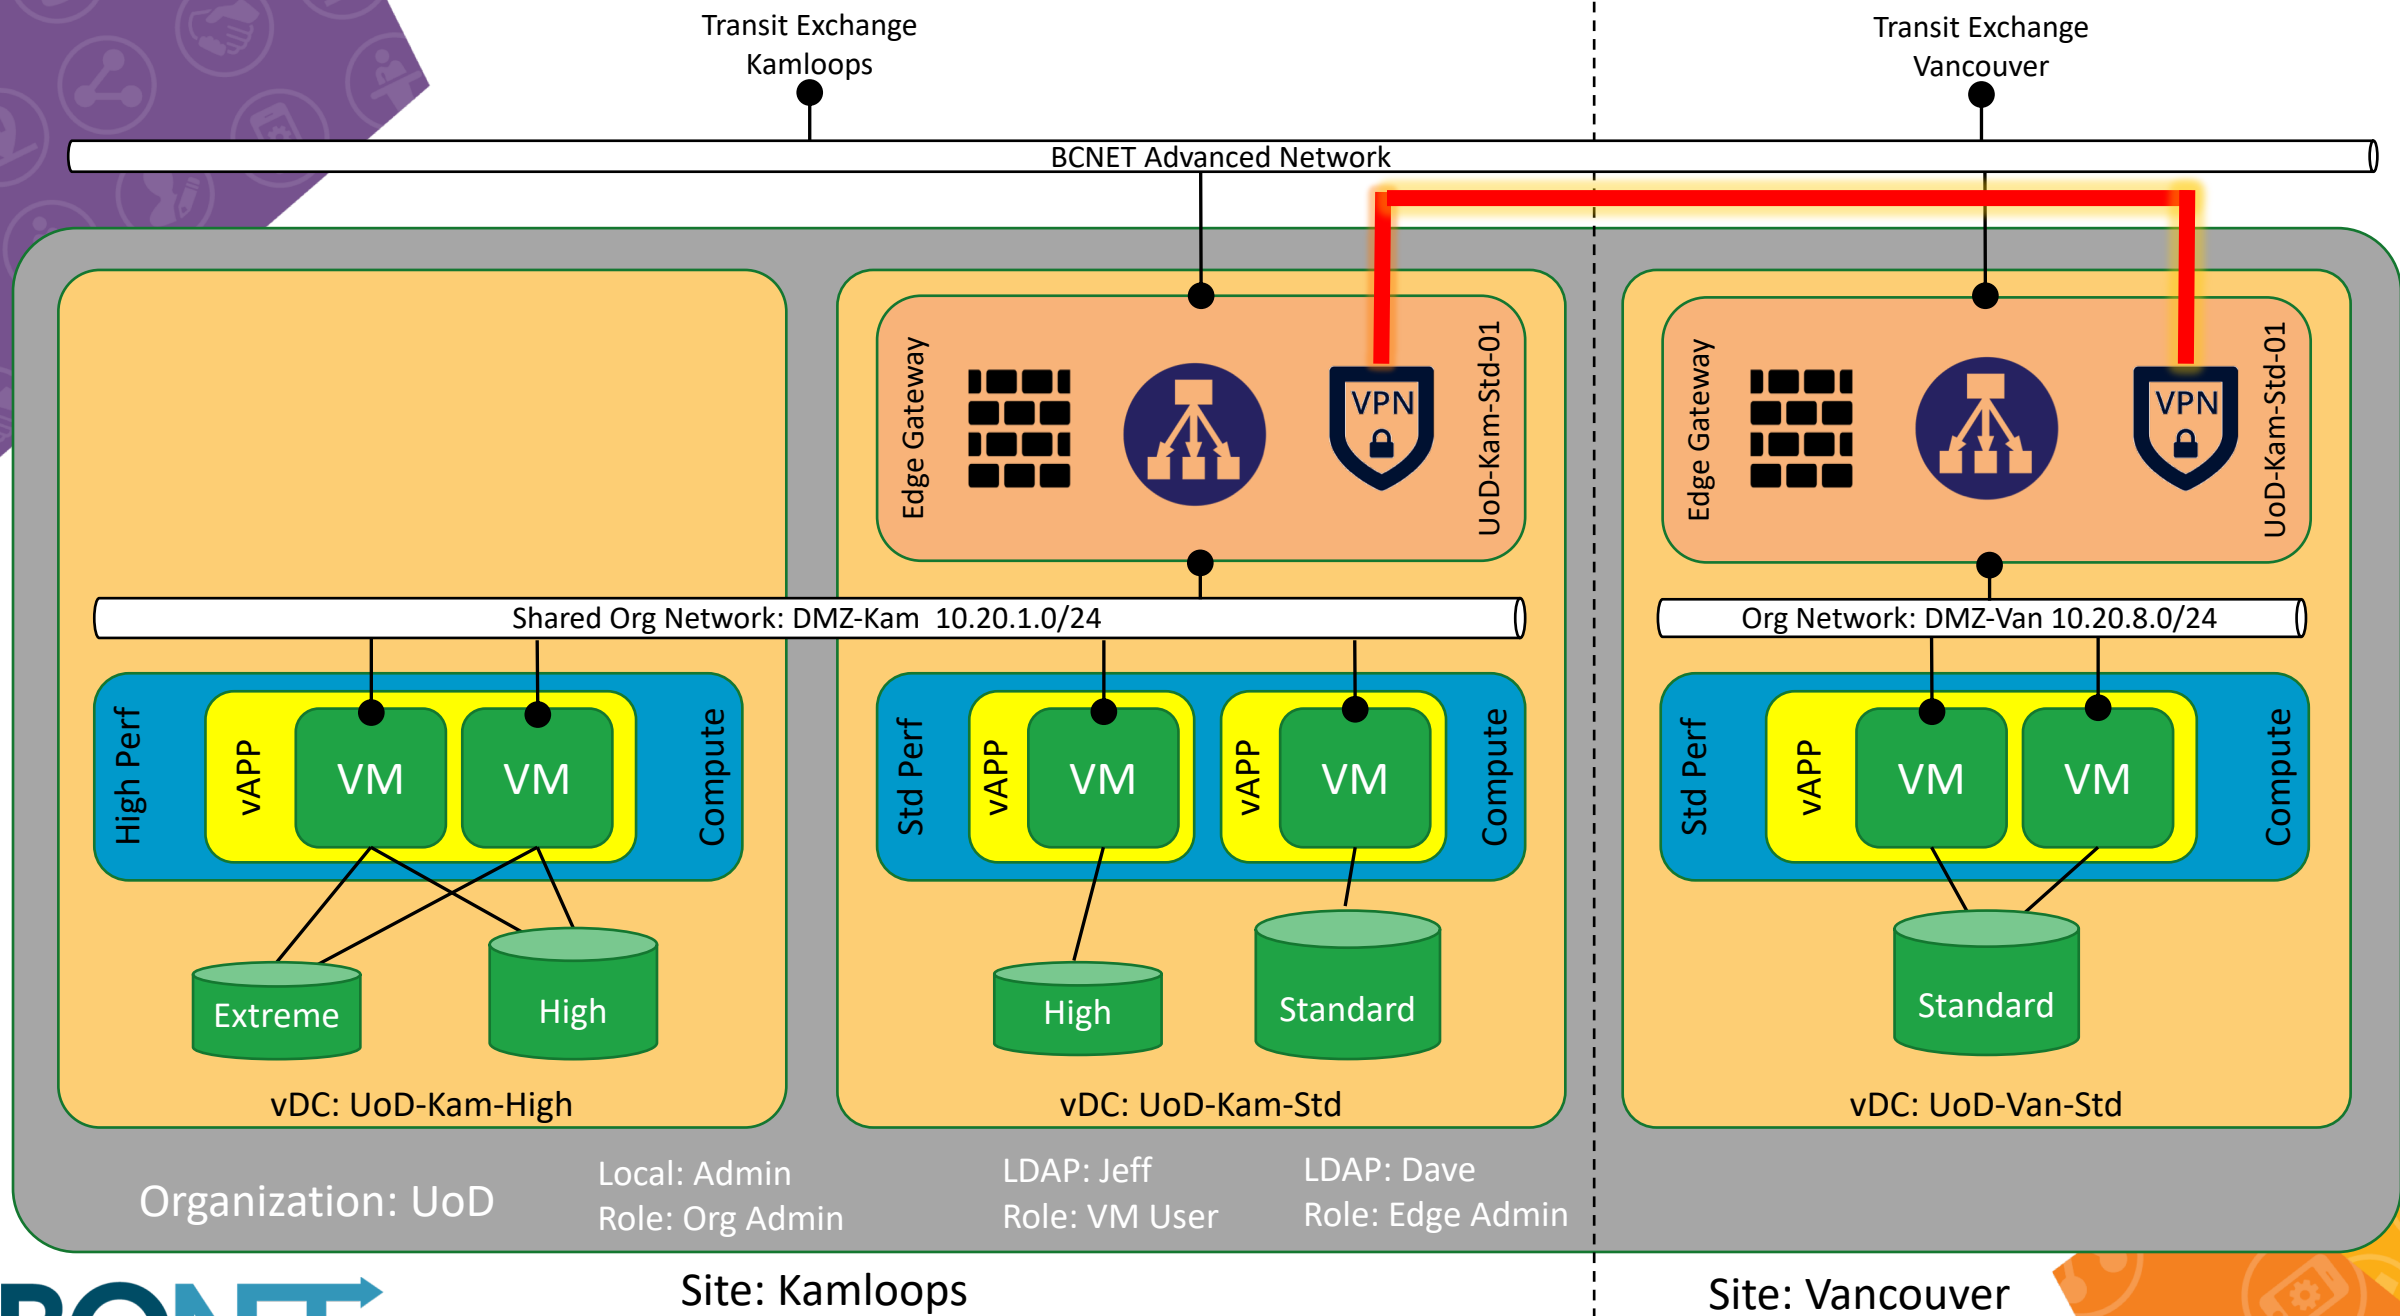 Transit Exchange
Kamloops
Transit Exchange
Vancouver
BCNET Advanced Network
Edge Gateway
VPN
UoD-Kam-Std-01
Edge Gateway
VPN
UoD-Kam-Std-01
Shared Org Network: DMZ-Kam 10.20.1.0/24
Org Network: DMZ-Van 10.20.8.0/24
High Perf
vAPP
VM
VM
Compute
Std Perf
vAPP
VM
vAPP
VM
Compute
Std Perf
vAPP
VM
VM
Compute
Extreme
High
High
Standard
Standard
vDC: UoD-Kam-High
vDC: UoD-Kam-Std
vDC: UoD-Van-Std
Organization: UoD
Local: Admin
Role: Org Admin
LDAP: Jeff
Role: VM User
LDAP: Dave
Role: Edge Admin
Site: Kamloops
Site: Vancouver
BCNET